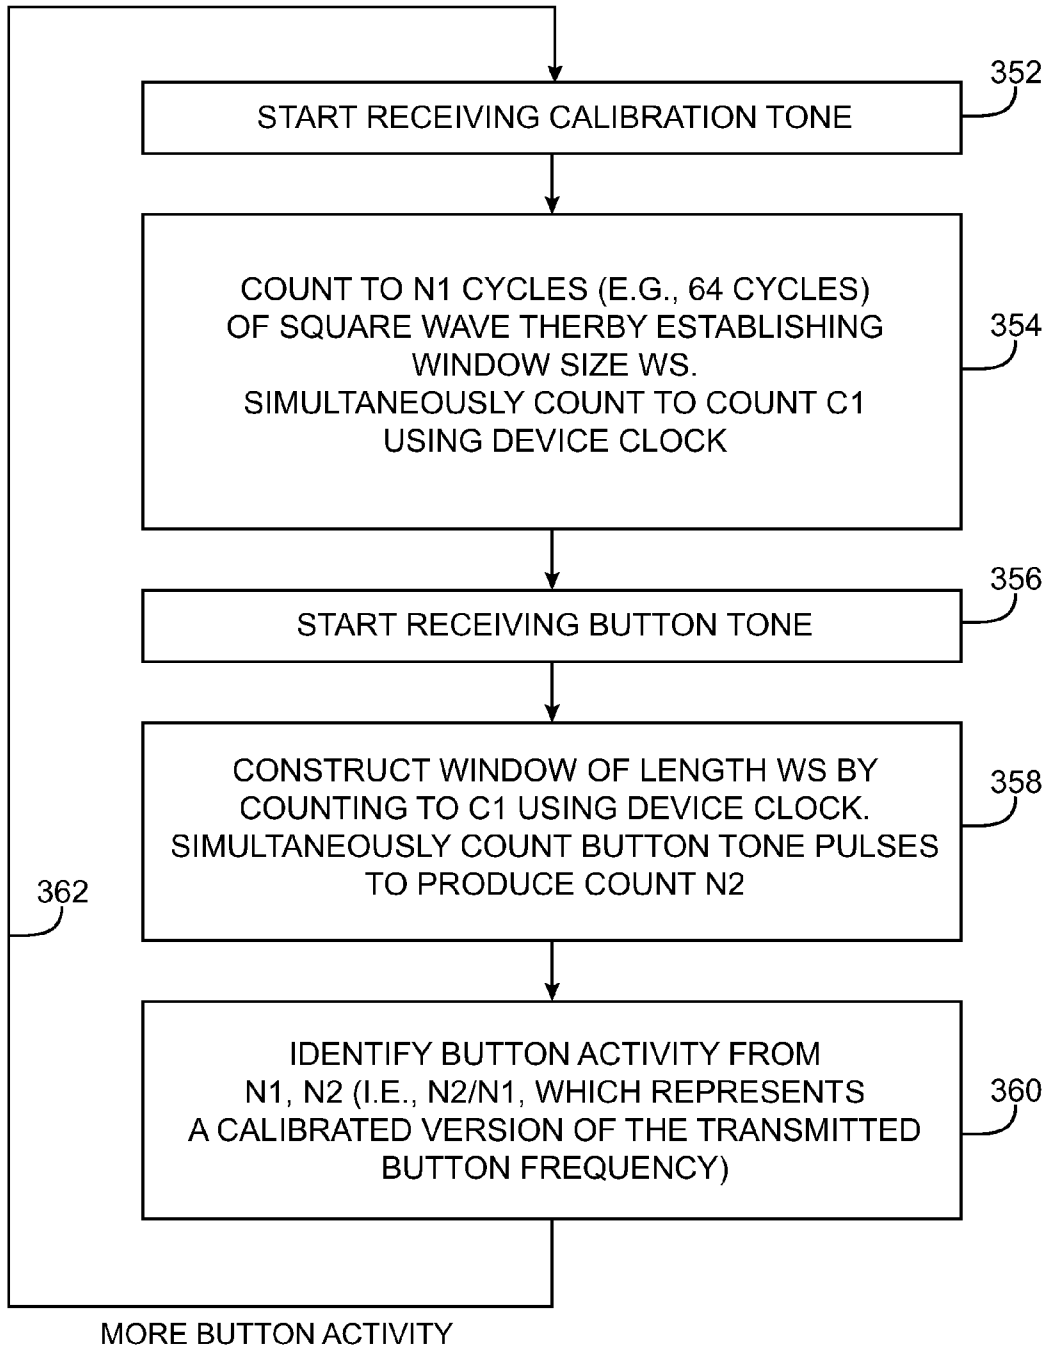 352
START RECEIVING CALIBRATION TONE
354
COUNT TO N1 CYCLES (E.G., 64 CYCLES)
OF SQUARE WAVE THERBY ESTABLISHING
WINDOW SIZE WS.
SIMULTANEOUSLY COUNT TO COUNT C1
USING DEVICE CLOCK
356
START RECEIVING BUTTON TONE
358
CONSTRUCT WINDOW OF LENGTH WS BY
COUNTING TO C1 USING DEVICE CLOCK.
SIMULTANEOUSLY COUNT BUTTON TONE PULSES
TO PRODUCE COUNT N2
362
360
IDENTIFY BUTTON ACTIVITY FROM
N1, N2 (I.E., N2/N1, WHICH REPRESENTS
A CALIBRATED VERSION OF THE TRANSMITTED
BUTTON FREQUENCY)
MORE BUTTON ACTIVITY